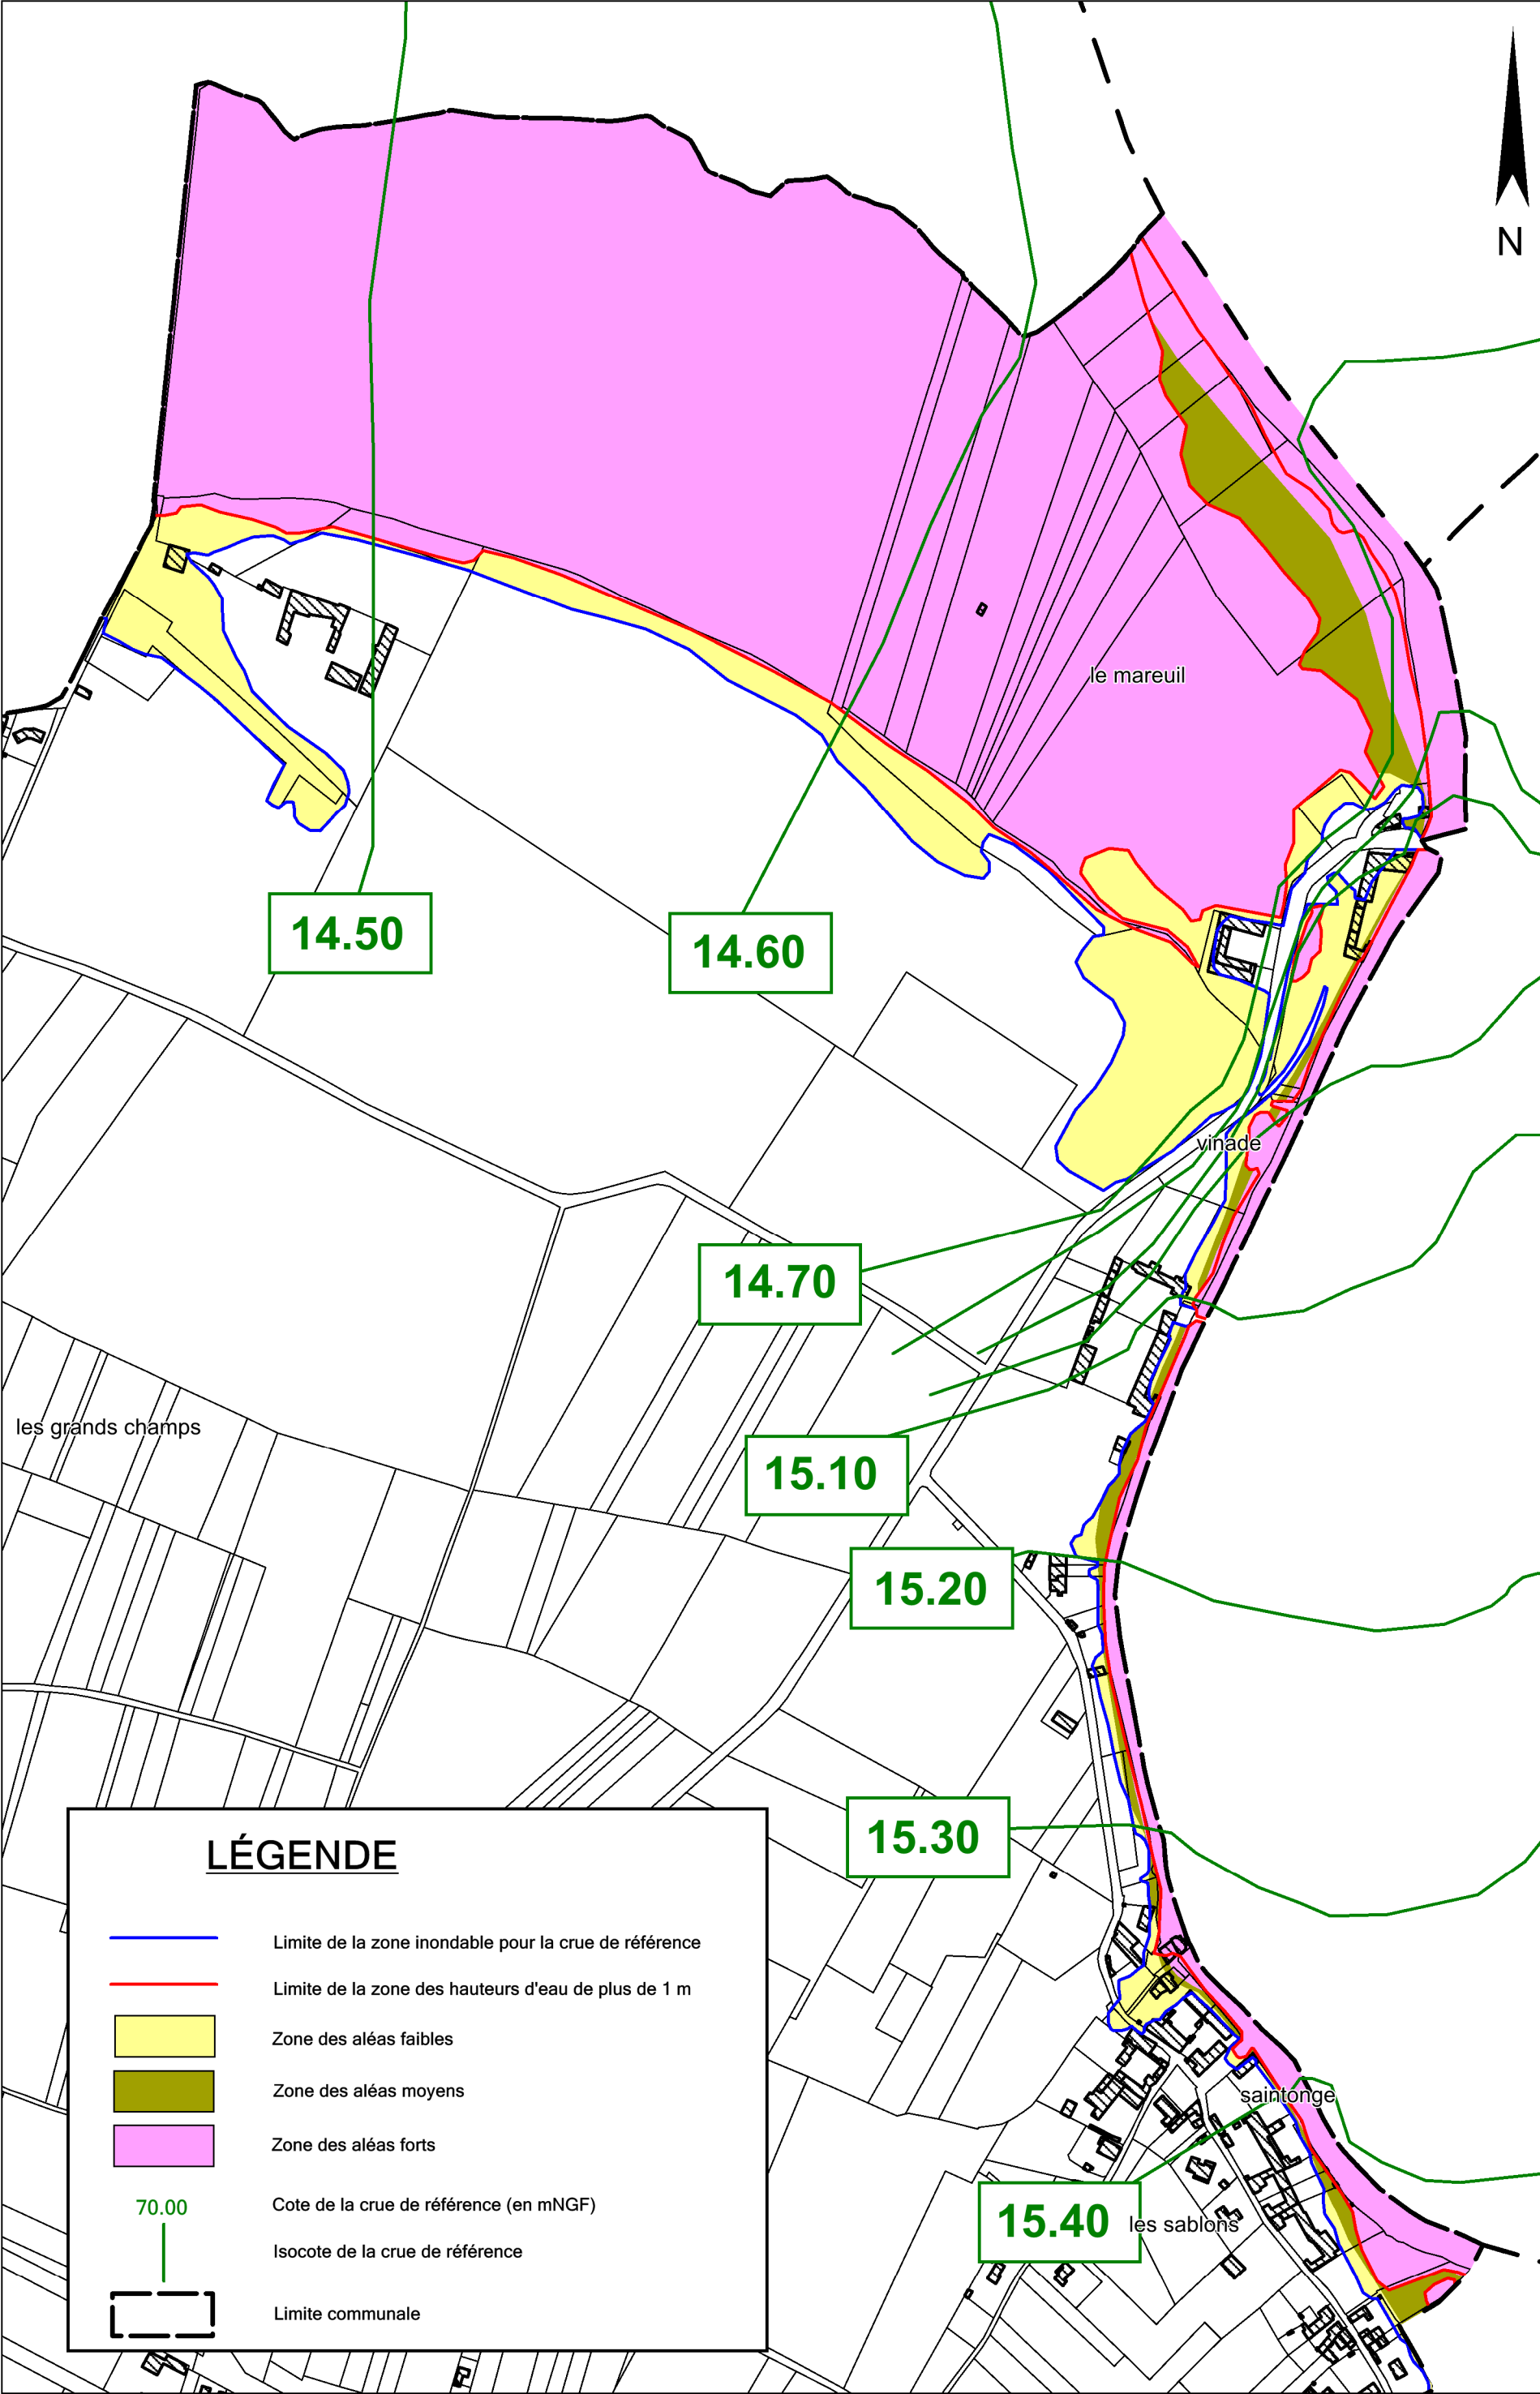 N
le mareuil
14.50
14.60
vinade
14.70
les grands champs
15.10
15.20
15.30
saintonge
15.40
les sablons
LÉGENDE
Limite de la zone inondable pour la crue de référence
Limite de la zone des hauteurs d'eau de plus de 1 m
Zone des aléas faibles
Zone des aléas moyens
Zone des aléas forts
70.00 Cote de la crue de référence (en mNGF)
Isocote de la crue de référence
Limite communale